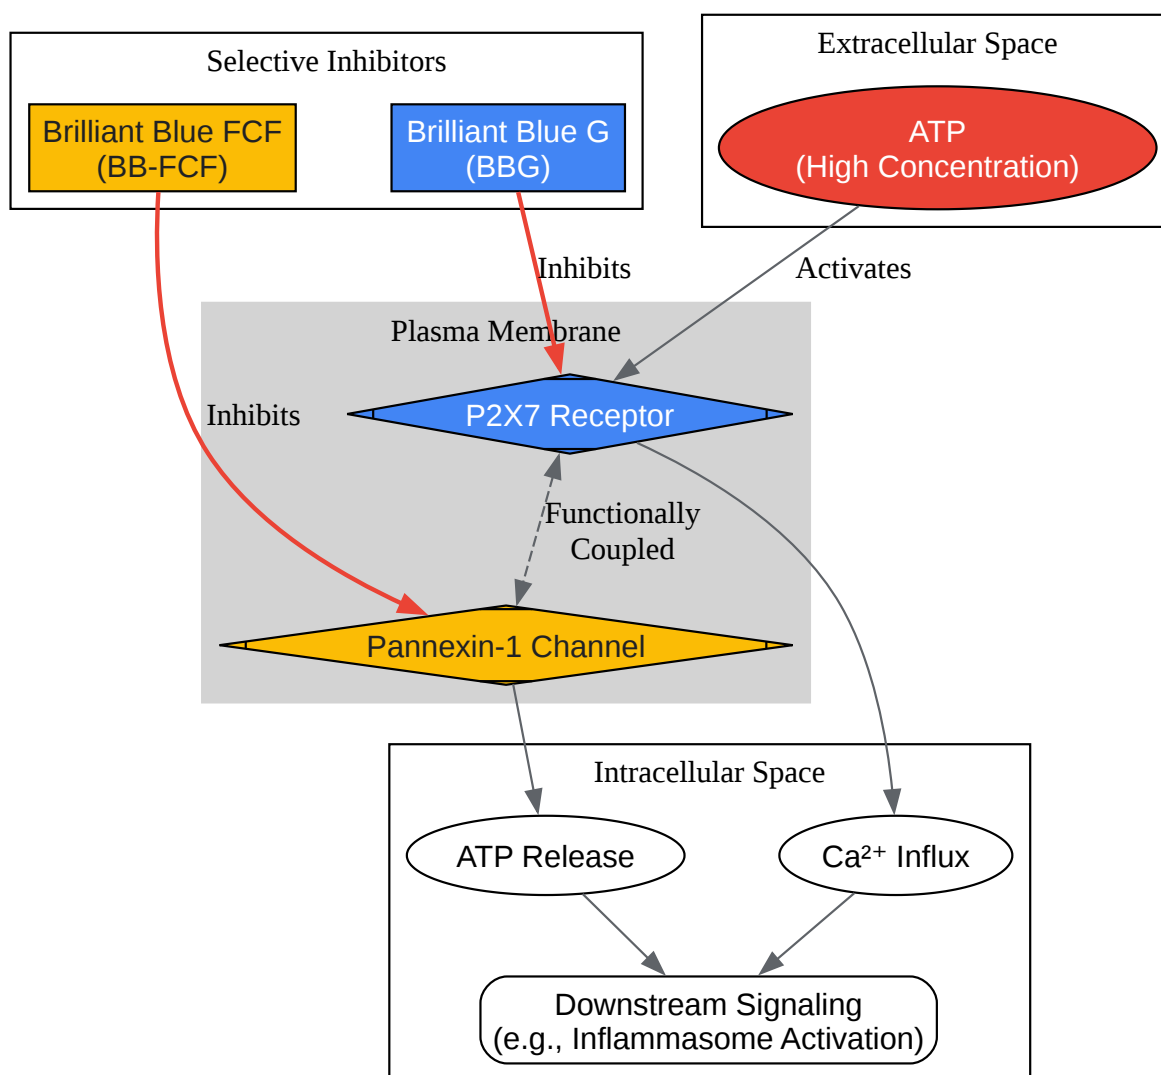 Selective Inhibitors
Extracellular Space
Brilliant Blue FCF
(BB-FCF)
Brilliant Blue G
(BBG)
ATP
(High Concentration)
Inhibits
Activates
Plasma Membrane
Inhibits
P2X7 Receptor
Functionally
Coupled
Pannexin-1 Channel
Intracellular Space
ATP Release
Ca²⁺ Influx
Downstream Signaling
(e.g., Inflammasome Activation)